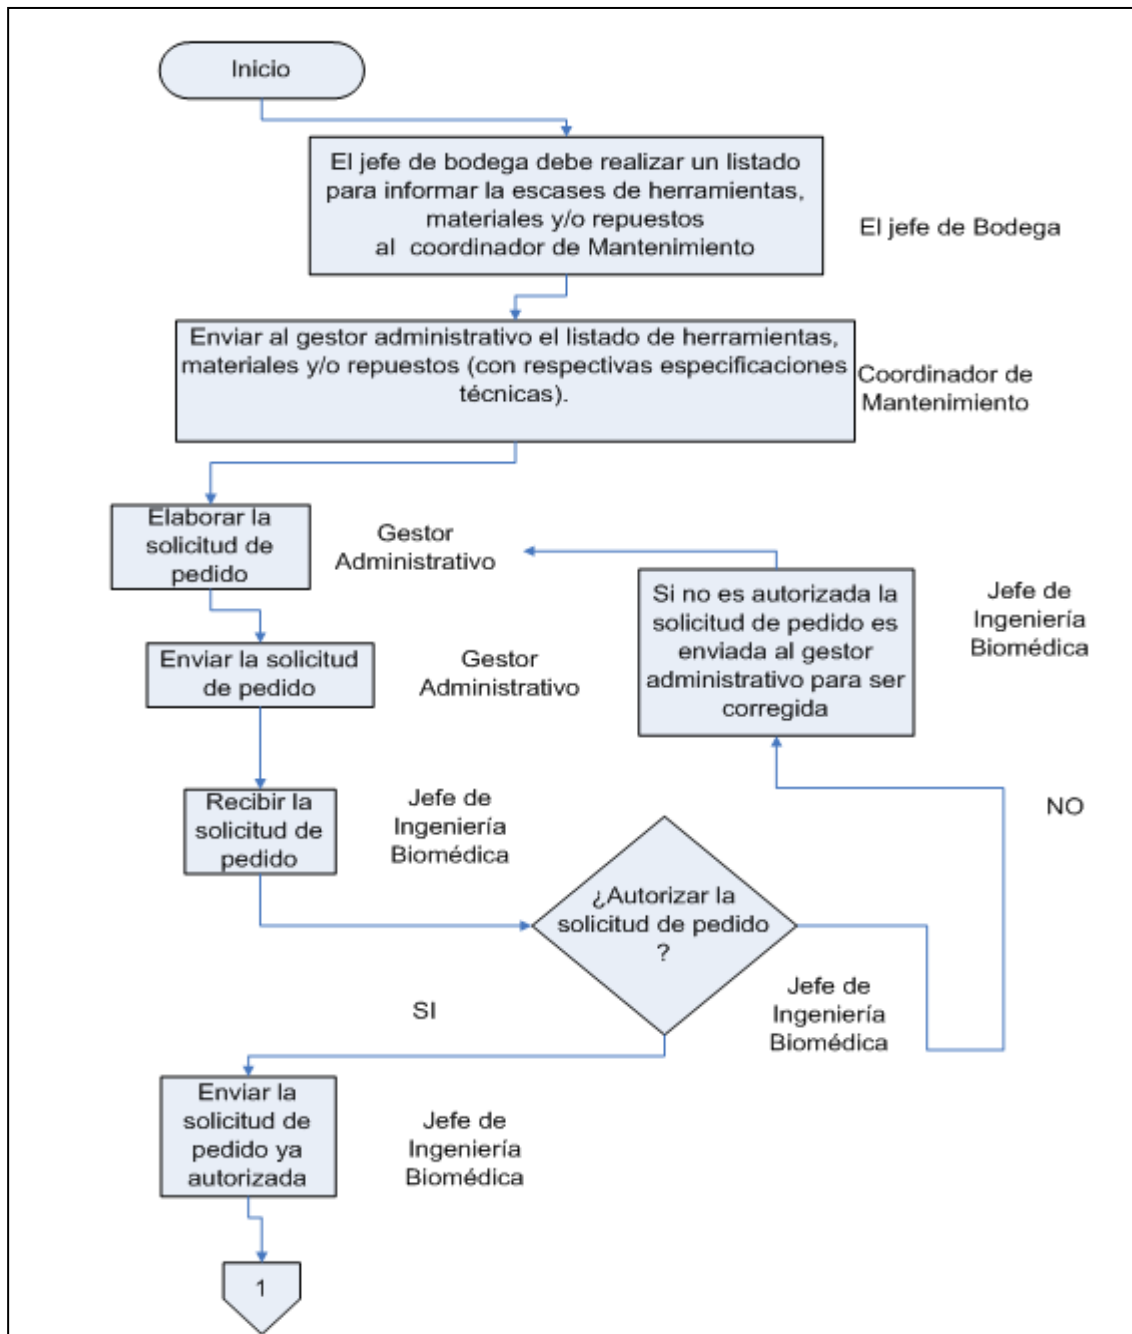 Inicio
El jefe de bodega debe realizar un listado
para informar la escases de herramientas,
materiales y/o repuestos
al coordinador de Mantenimiento
El jefe de Bodega
Enviar al gestor administrativo el listado de herramientas,
materiales y/o repuestos (con respectivas especificaciones
técnicas).
Coordinador de
Mantenimiento
Elaborar la
solicitud de
pedido
Gestor
Administrativo
Si no es autorizada la
solicitud de pedido es
enviada al gestor
administrativo para ser
corregida
Jefe de
Ingeniería
Biomédica
Enviar la solicitud
de pedido
Gestor
Administrativo
Recibir la
solicitud de
pedido
Jefe de
Ingeniería
Biomédica
NO
¿Autorizar la
solicitud de pedido
?
Jefe de
Ingeniería
Biomédica
SI
Enviar la
solicitud de
pedido ya
autorizada
Jefe de
Ingeniería
Biomédica
1